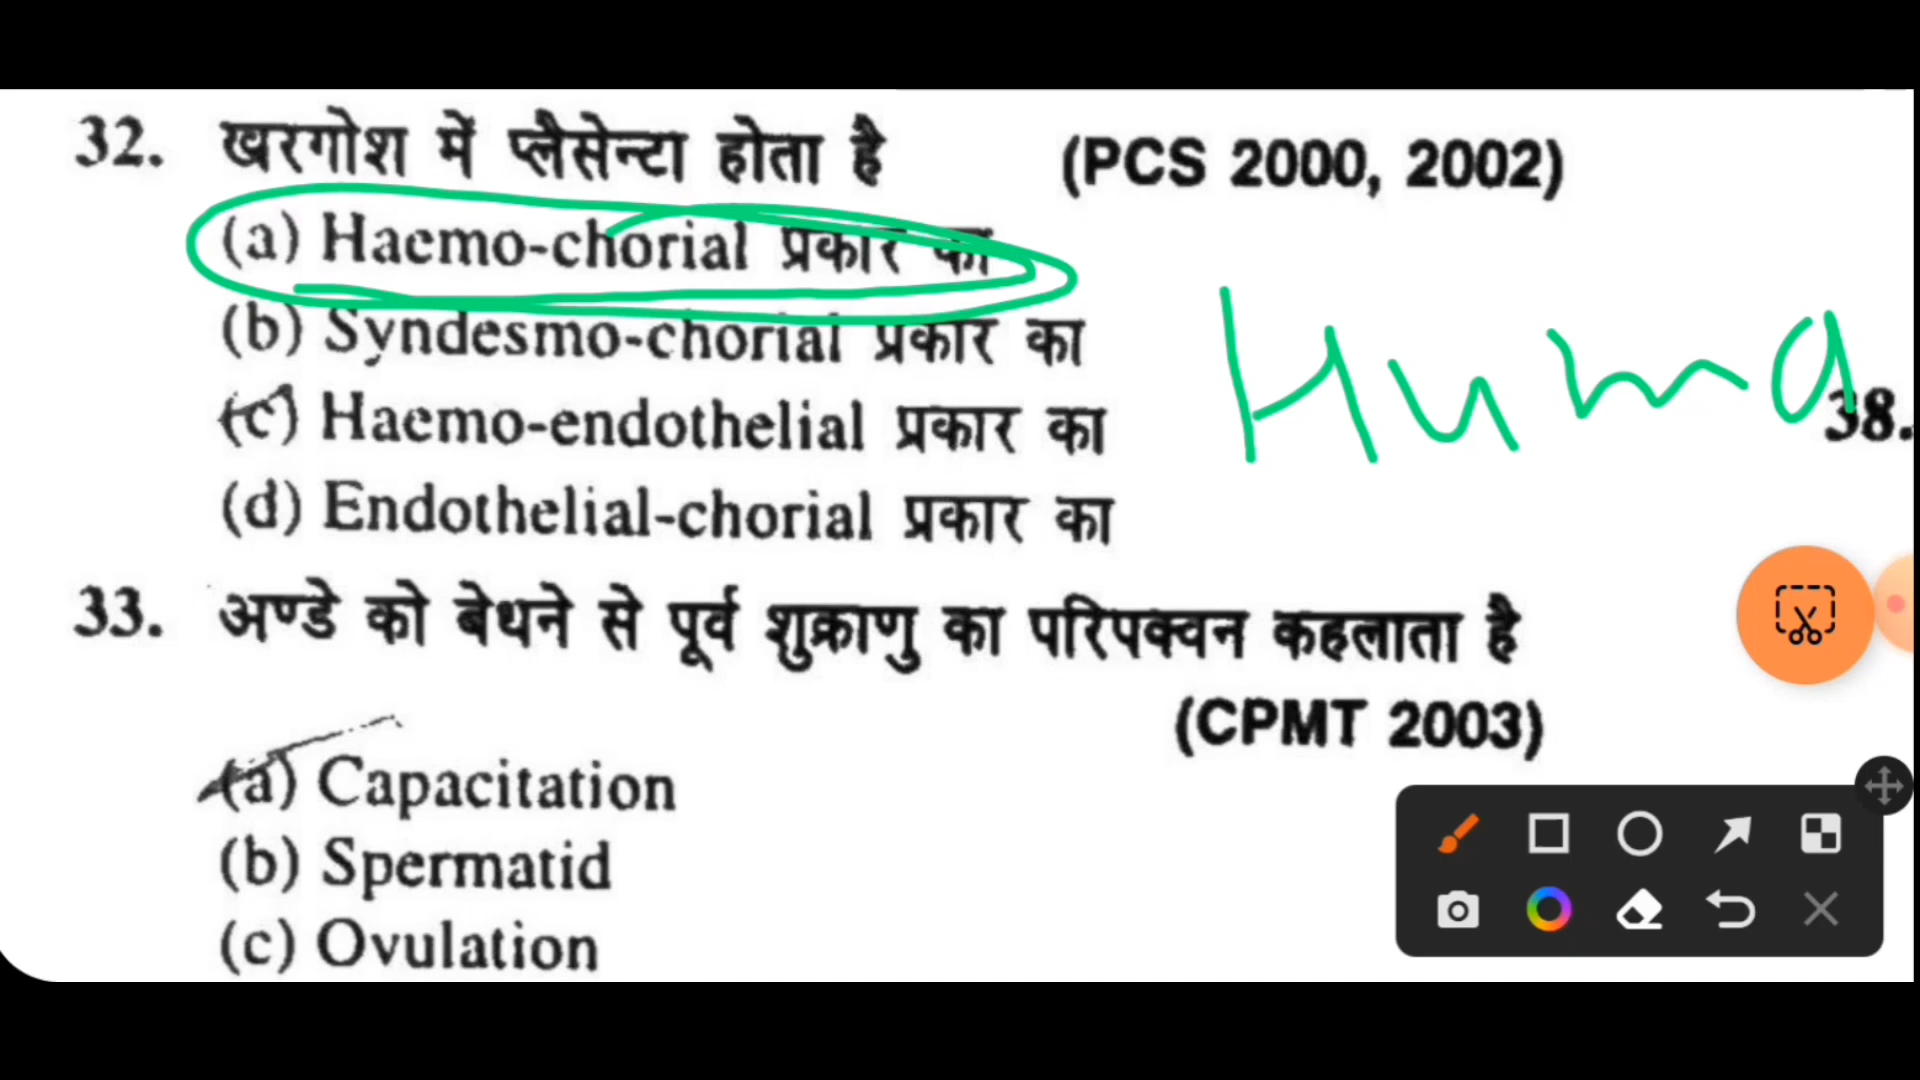 32. खरगोश में प्लैसेन्टा होता है (PCS 2000, 2002)
(a) Haemo-chorial प्रकार का
(b) Syndesmo-chorial प्रकार का
(c) Haemo-endothelial प्रकार का
(d) Endothelial-chorial प्रकार का
Huma
38.
33. अण्डे को बेधने से पूर्व शुक्राणु का परिपक्वन कहलाता है
(CPMT 2003)
(a) Capacitation
(b) Spermatid
(c) Ovulation